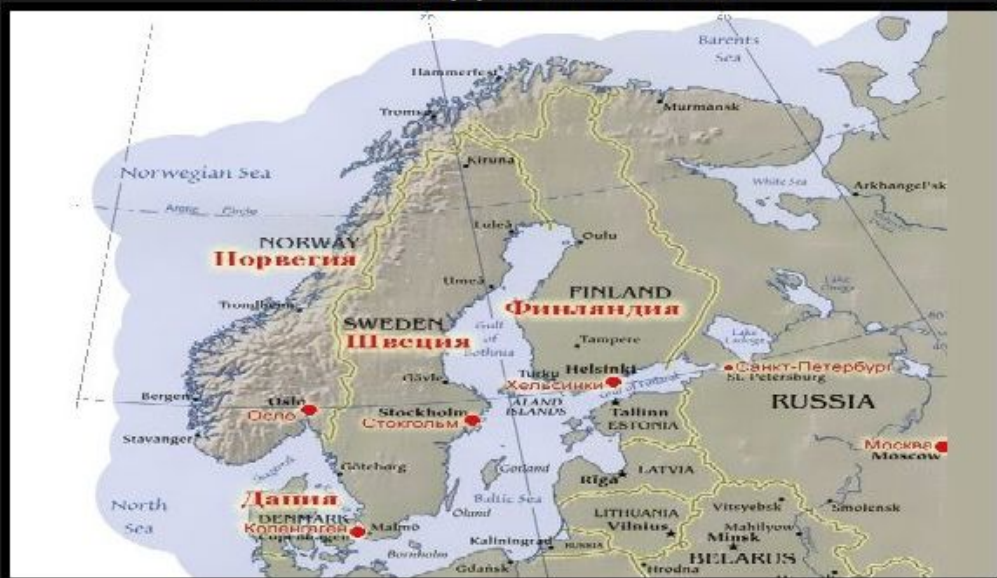 Barents
Sea
Hammerfest
Murmansk
Kiruna
Norwegian Sea
White Sea
Arkhangel'sk
Arctic Circle
Luleå
Oulu
NORWAY
Норвегия
Umeå
FINLAND
Финляндия
Trondheim
SWEDEN
Швеция
Gulf
of
Bothnia
Lake
Ladoga
Tampere
Gävle
Turku
Helsinki
Хельсинки
Санкт-Петербург
St. Petersburg
Bergen
Oslo
Осло
ÅLAND
ISLANDS
RUSSIA
Stockholm
Стокгольм
Tallinn
ESTONIA
Stavanger
Москва
Moscow
Göteborg
Gotland
Rīga
LATVIA
Дания
North
Sea
Baltic Sea
DENMARK
Копенгаген
Copenhagen
Malmö
LITHUANIA
Vilnius
Vitsyebsk
Smolensk
Kaliningrad
RUSSIA
Mahilyow
Minsk
BELARUS
Bornholm
Gdańsk
Hrodna